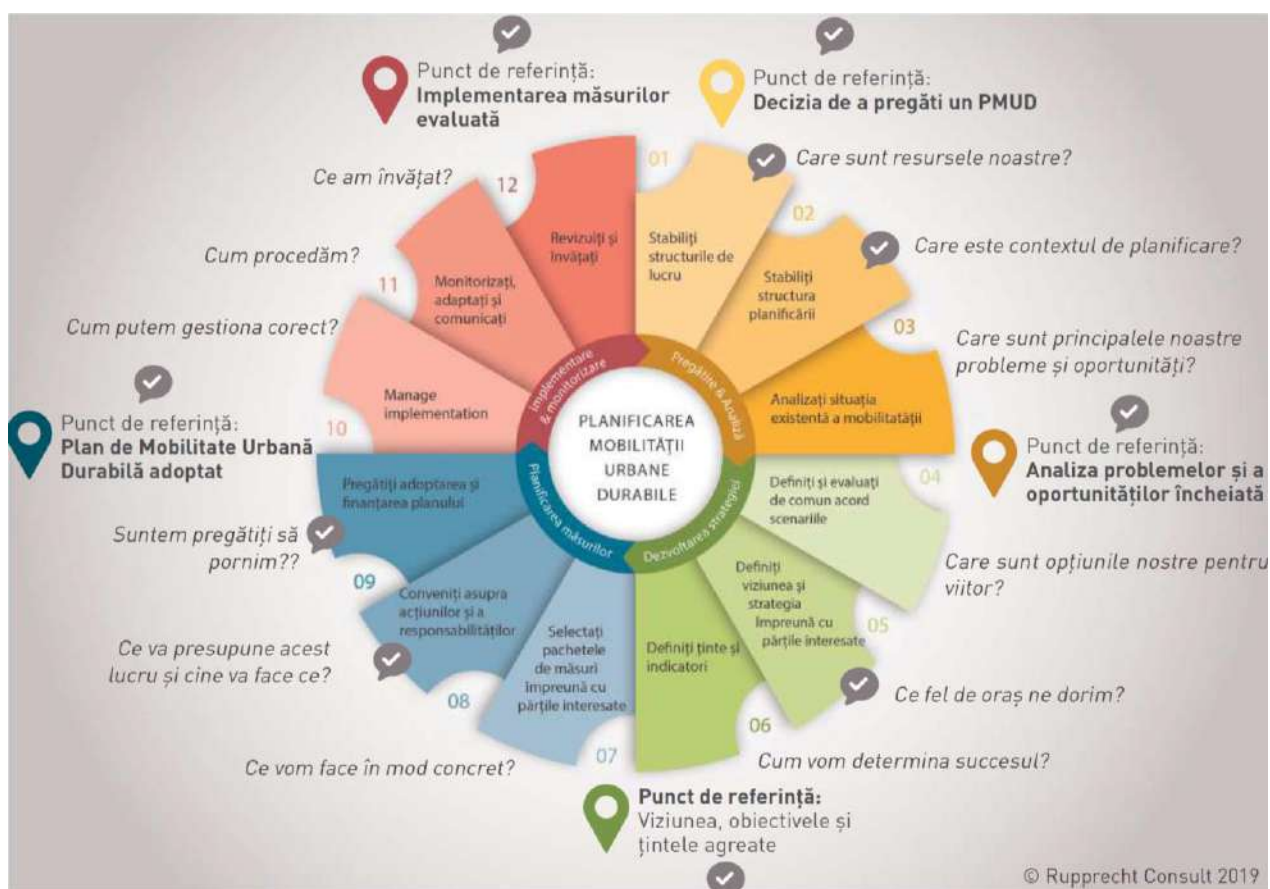 Punct de referință:
Implementarea măsurilor
evaluată
Punct de referință:
Decizia de a pregăti un PMUD
Ce am învățat?
12
01
Care sunt resursele noastre?
Revizuiți și
învățați
Stabiliți
structurile de
lucru
02
Care este contextul de planificare?
Cum procedăm?
11
Monitorizați,
adaptați și
comunicați
Stabiliți
structura
planificării
03
Care sunt principalele noastre
probleme și oportunități?
Cum putem gestiona corect?
Manage
implementation
10
Analizați situația
existentă a mobilitatății
Punct de referință:
Plan de Mobilitate Urbană
Durabilă adoptat
Implementare
& monitorizare
Pregătire & Analiză
PLANIFICAREA
MOBILITĂȚII
URBANE
DURABILE
Planificarea măsurilor
Dezvoltarea strategiei
Punct de referință:
Analiza problemelor și a
oportunităților încheiată
Pregătiți adoptarea și
finanțarea planului
04
Definiți și evaluați
de comun acord
scenariile
Suntem pregătiți să
pornim??
09
Care sunt opțiunile nostre pentru
viitor?
Conveniți asupra
acțiunilor și a
responsabilităților
Definiți
viziunea și
strategia
împreună cu
părțile interesate
05
Ce va presupune acest
lucru și cine va face ce?
08
Selectați
pachetele
de măsuri
împreună cu
părțile interesate
Definiți ținte și
indicatori
Ce fel de oraș ne dorim?
06
07
Ce vom face în mod concret?
Cum vom determina succesul?
Punct de referință:
Viziunea, obiectivele și
țintele agreate
© Rupprecht Consult 2019